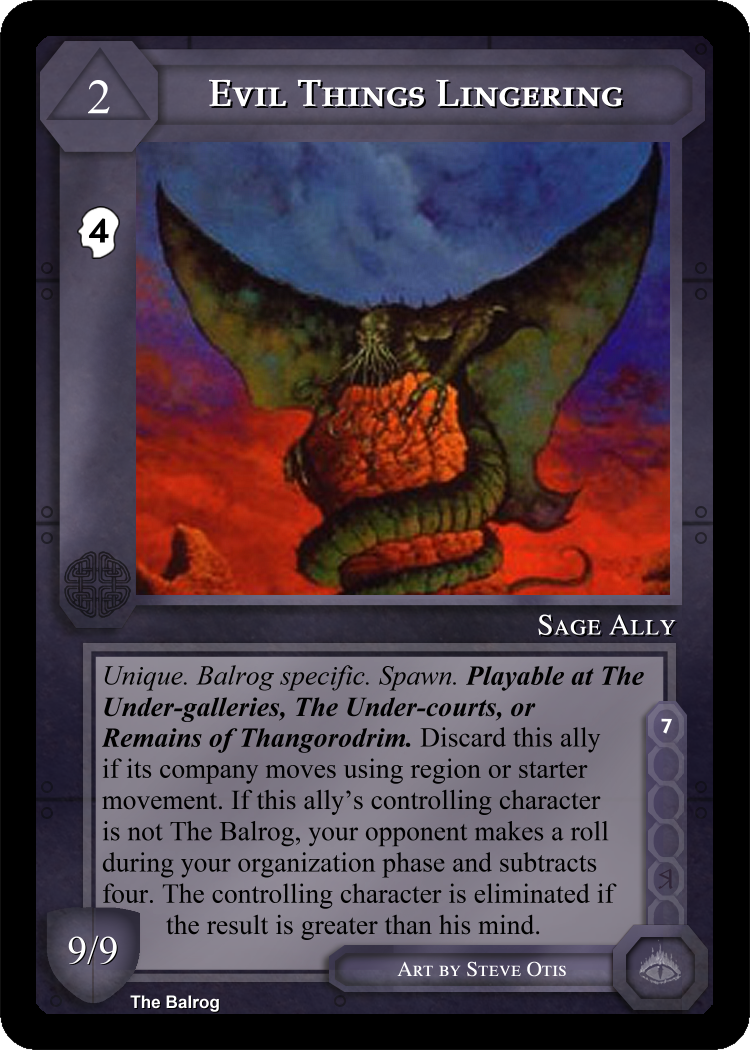 2
Evil Things Lingering
4
Sage Ally
Unique. Balrog specific. Spawn. Playable at The
Under-galleries, The Under-courts, or
Remains of Thangorodrim. Discard this ally
if its company moves using region or starter
movement. If this ally’s controlling character
is not The Balrog, your opponent makes a roll
during your organization phase and subtracts
four. The controlling character is eliminated if
the result is greater than his mind.
7
9/9
Art by Steve Otis
The Balrog